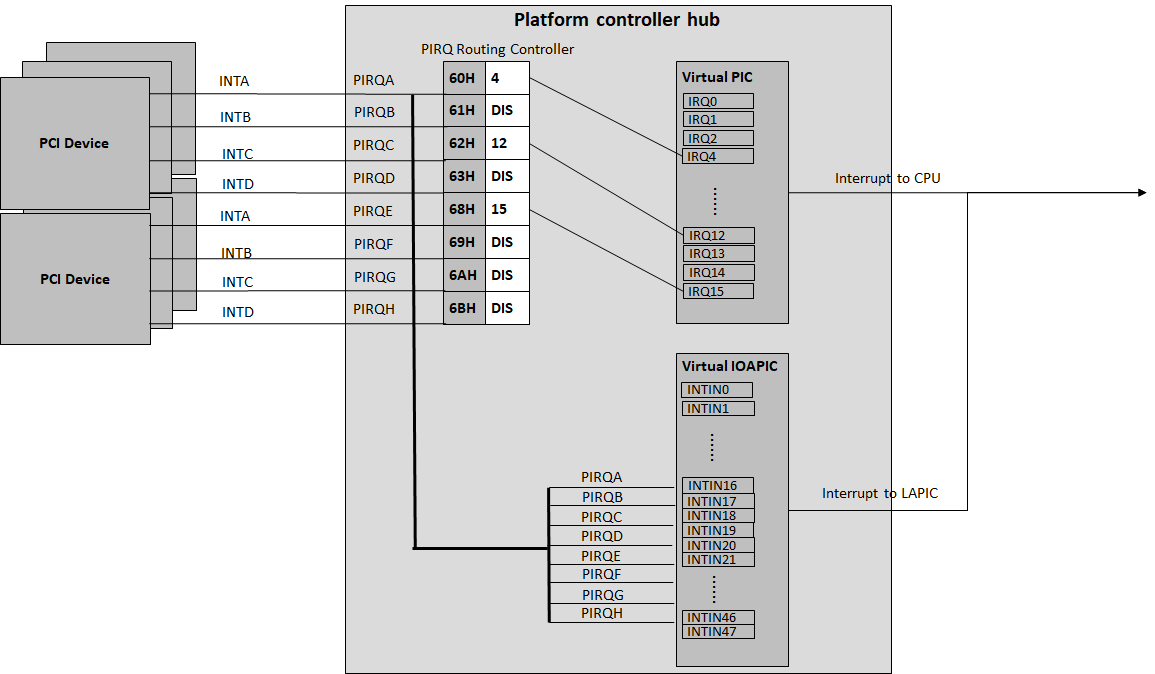 Platform controller hub
PIRQ Routing Controller
PCI Device
PCI Device
INTA
INTB
INTC
INTD
INTA
INTB
INTC
INTD
PIRQA
PIRQB
PIRQC
PIRQD
PIRQE
PIRQF
PIRQG
PIRQH
60H 4
61H DIS
62H 12
63H DIS
68H 15
69H DIS
6AH DIS
6BH DIS
Virtual PIC
IRQ0
IRQ1
IRQ2
IRQ4
IRQ12
IRQ13
IRQ14
IRQ15
Interrupt to CPU
Virtual IOAPIC
INTIN0
INTIN1
PIRQA
PIRQB
PIRQC
PIRQD
PIRQE
PIRQF
PIRQG
PIRQH
INTIN16
INTIN17
INTIN18
INTIN19
INTIN20
INTIN21
INTIN46
INTIN47
Interrupt to LAPIC